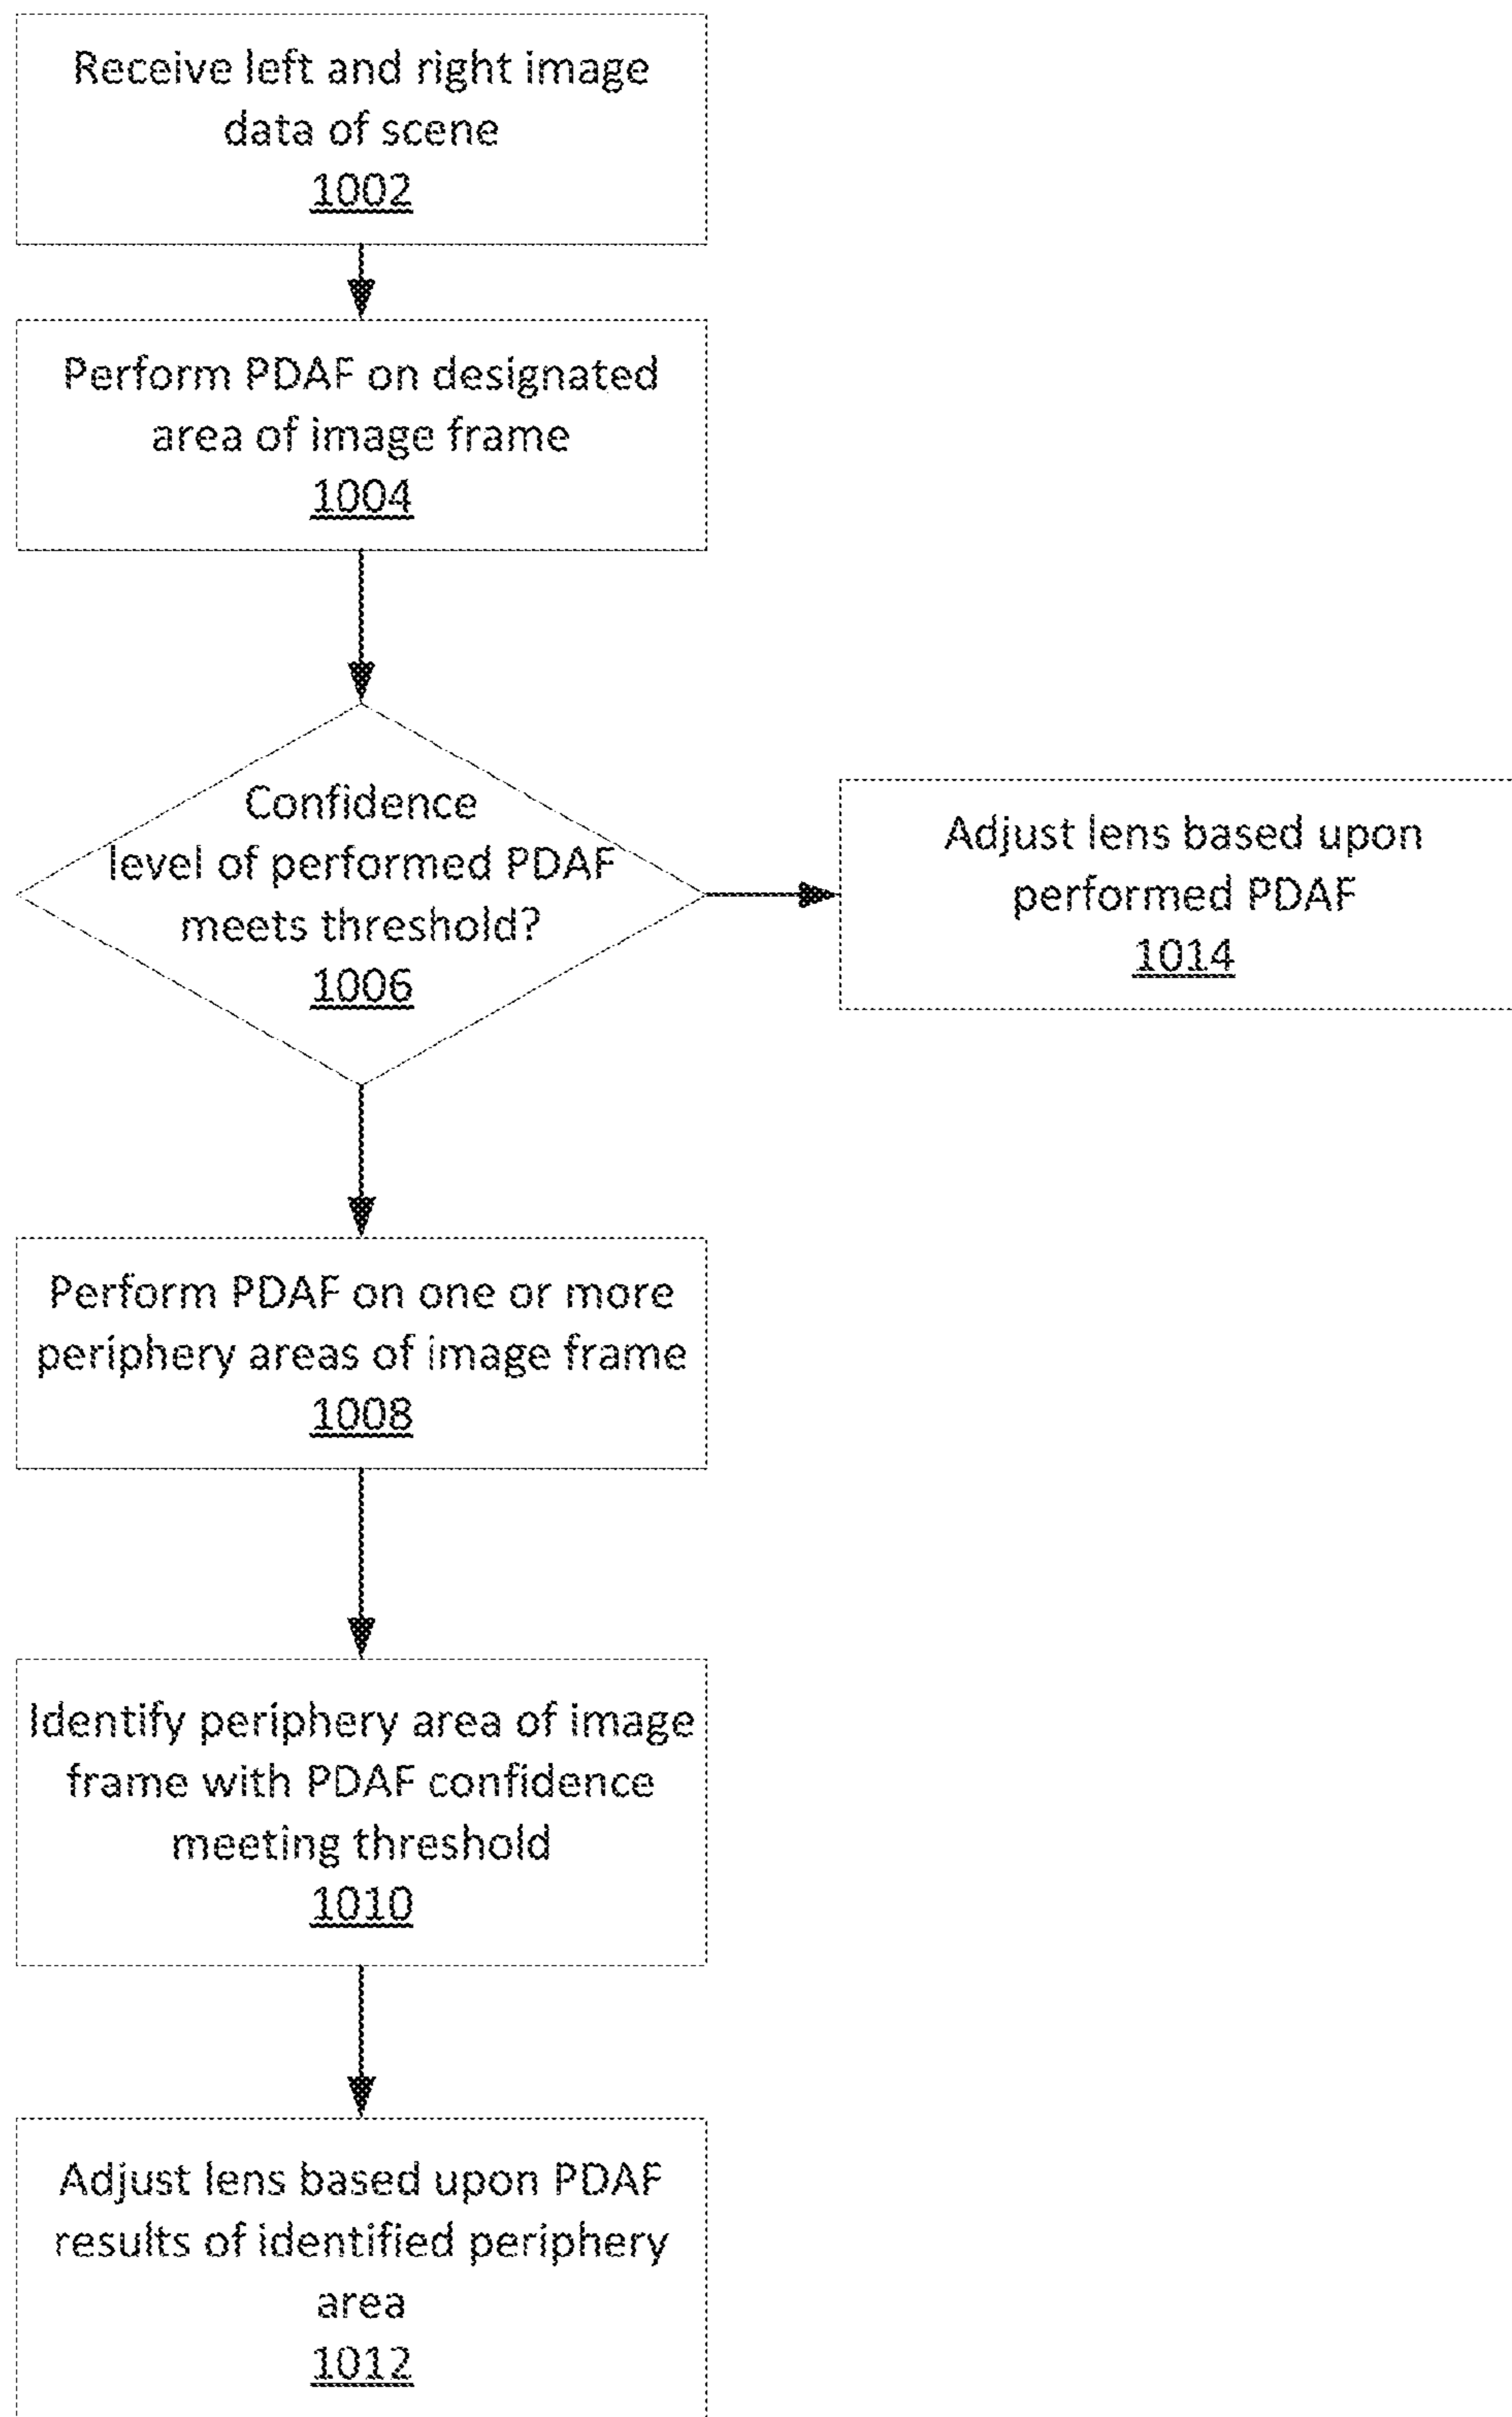 Receive left and right image
data of scene
1002
Perform PDAF on designated
area of image frame
1004
Confidence
level of performed PDAF
meets threshold?
1006
Adjust lens based upon
performed PDAF
1014
Perform PDAF on one or more
periphery areas of image frame
1008
Identify periphery area of image
frame with PDAF confidence
meeting threshold
1010
Adjust lens based upon PDAF
results of identified periphery
area
1012